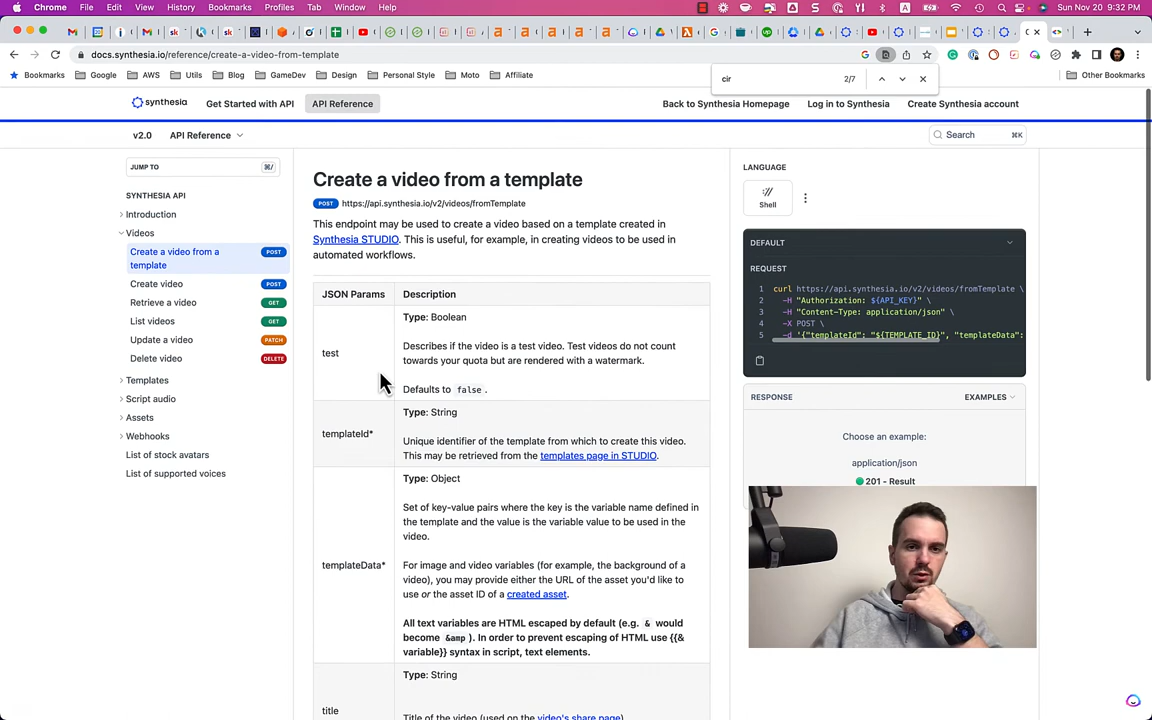 Chrome File Edit View History Bookmarks Profiles Tab Window Help Sun Nov 20 9:32 PM
docs.synthesia.io/reference/create-a-video-from-template
Bookmarks Google AWS Utils Blog GameDev Design Personal Style Moto Affiliate Other Bookmarks
cir 2/7
synthesia Get Started with API API Reference Back to Synthesia Homepage Log in to Synthesia Create Synthesia account
v2.0 API Reference Search ⌘K
JUMP TO ⌘/
SYNTHESIA API
Introduction
Videos
Create a video from a template POST
Create video POST
Retrieve a video GET
List videos GET
Update a video PATCH
Delete video DELETE
Templates
Script audio
Assets
Webhooks
List of stock avatars
List of supported voices
Create a video from a template
POST https://api.synthesia.io/v2/videos/fromTemplate
This endpoint may be used to create a video based on a template created in
Synthesia STUDIO. This is useful, for example, in creating videos to be used in
automated workflows.
JSON Params Description
test
Type: Boolean
Describes if the video is a test video. Test videos do not count
towards your quota but are rendered with a watermark.
Defaults to false.
templateId*
Type: String
Unique identifier of the template from which to create this video.
This may be retrieved from the templates page in STUDIO.
templateData*
Type: Object
Set of key-value pairs where the key is the variable name defined in
the template and the value is the variable value to be used in the
video.
For image and video variables (for example, the background of a
video), you may provide either the URL of the asset you'd like to
use or the asset ID of a created asset.
All text variables are HTML escaped by default (e.g. & would
become &amp). In order to prevent escaping of HTML use {{&
variable}} syntax in script, text elements.
title
Type: String
Title of the video (used on the video's share page)
LANGUAGE
Shell
DEFAULT
REQUEST
1 curl https://api.synthesia.io/v2/videos/fromTemplate \
2 -H "Authorization: ${API_KEY}" \
3 -H "Content-Type: application/json" \
4 -X POST \
5 -d '{"templateId": "${TEMPLATE_ID}", "templateData":
RESPONSE EXAMPLES
Choose an example:
application/json
201 - Result